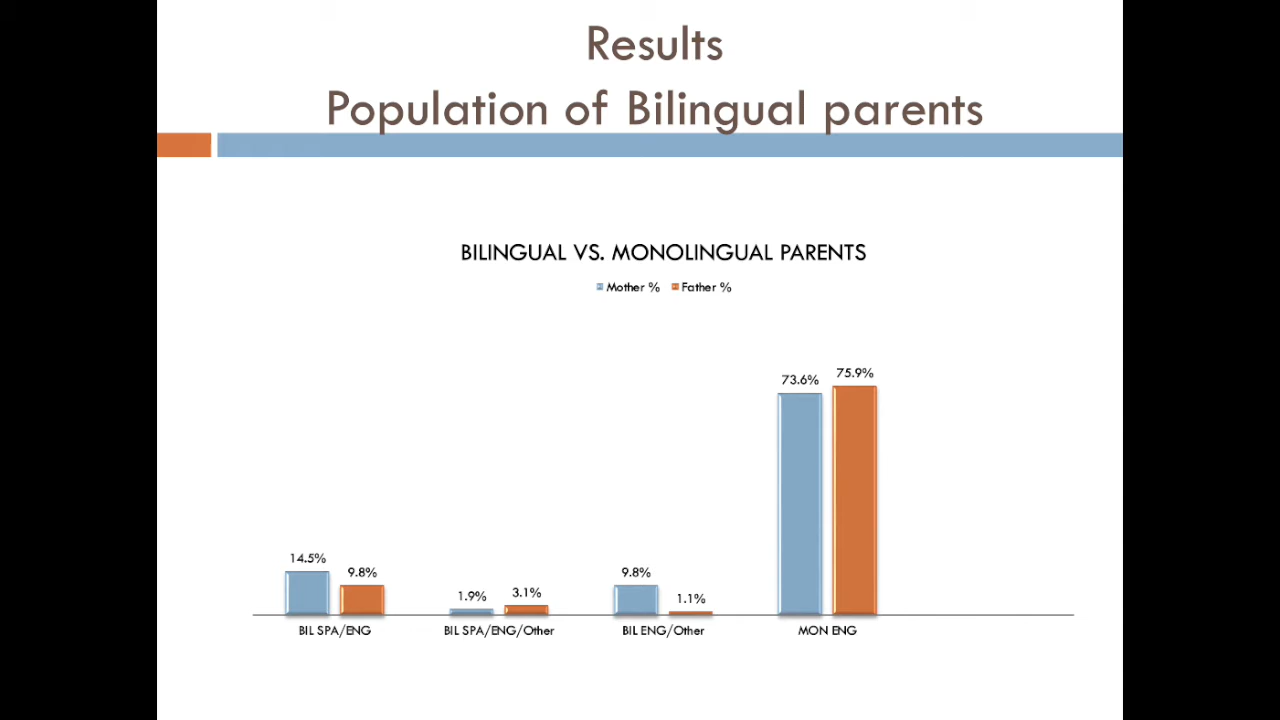 Results
Population of Bilingual parents
BILINGUAL VS. MONOLINGUAL PARENTS
Mother % Father %
73.6% 75.9%
14.5% 9.8% 1.9% 3.1% 9.8% 1.1%
BIL SPA/ENG BIL SPA/ENG/Other BIL ENG/Other MON ENG